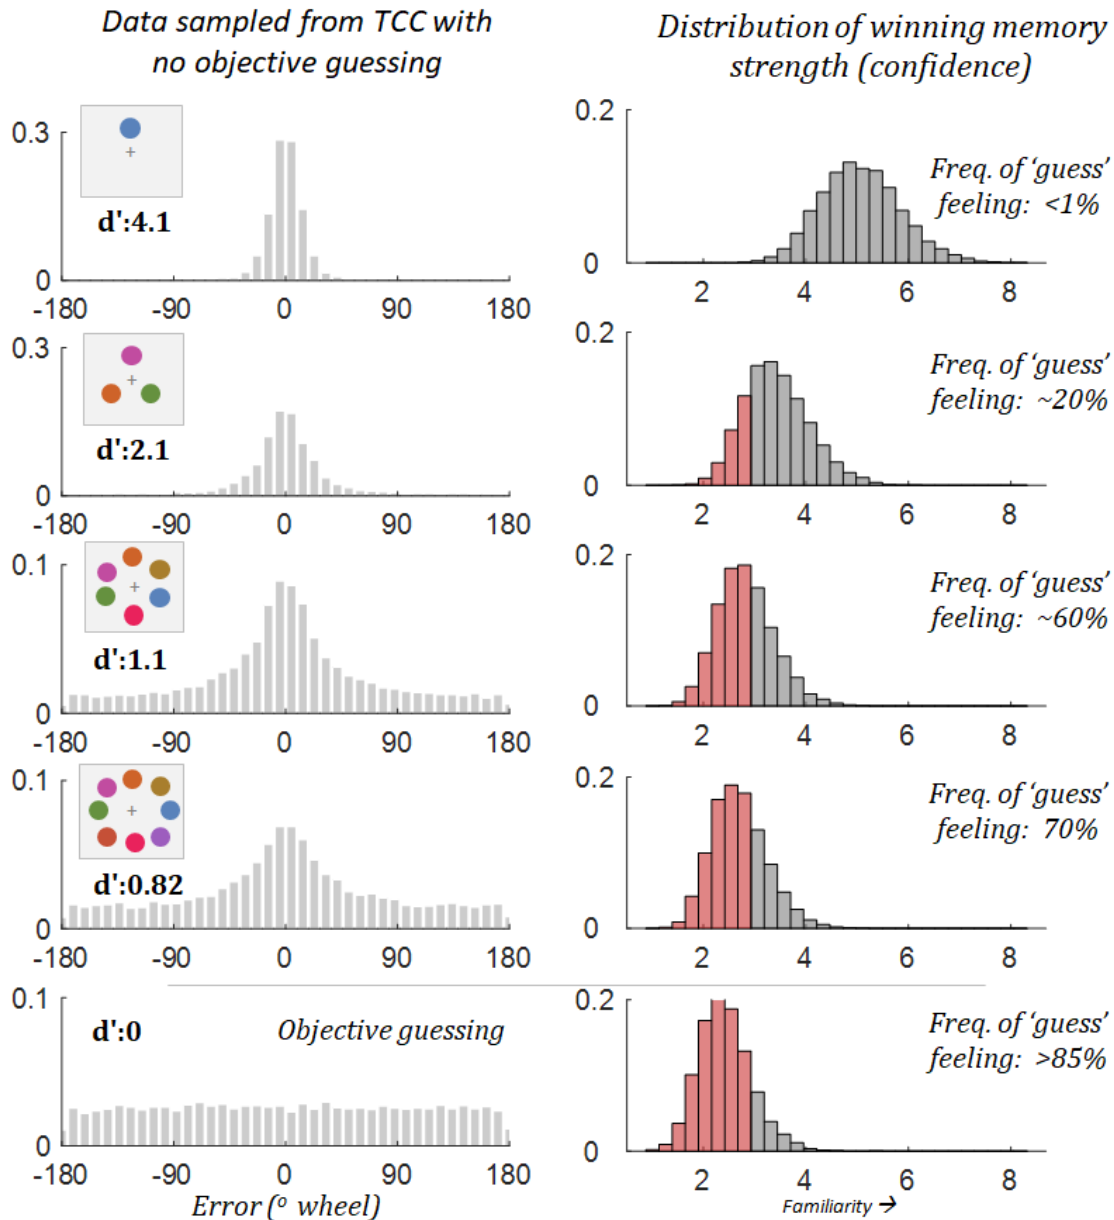 Data sampled from TCC with
no objective guessing
Distribution of winning memory
strength (confidence)
0.3
d':4.1
0
-180 -90 0 90 180
0.2
Freq. of ‘guess’
feeling: <1%
0
2 4 6 8
0.3
d':2.1
0
-180 -90 0 90 180
0.2
Freq. of ‘guess’
feeling: ~20%
0
2 4 6 8
0.1
d':1.1
0
-180 -90 0 90 180
0.2
Freq. of ‘guess’
feeling: ~60%
0
2 4 6 8
0.1
d':0.82
0
-180 -90 0 90 180
0.2
Freq. of ‘guess’
feeling: 70%
0
2 4 6 8
0.1
d':0
Objective guessing
0
-180 -90 0 90 180
Error (o wheel)
0.2
Freq. of ‘guess’
feeling: >85%
0
2 4 6 8
Familiarity →